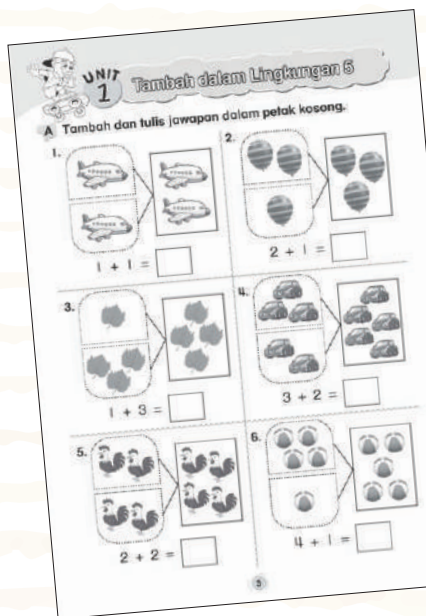 UNIT
1
Tambah dalam Lingkungan 5
A Tambah dan tulis jawapan dalam petak kosong.
1.
1 + 1 =
2.
2 + 1 =
3.
1 + 3 =
4.
3 + 2 =
5.
2 + 2 =
6.
4 + 1 =
5